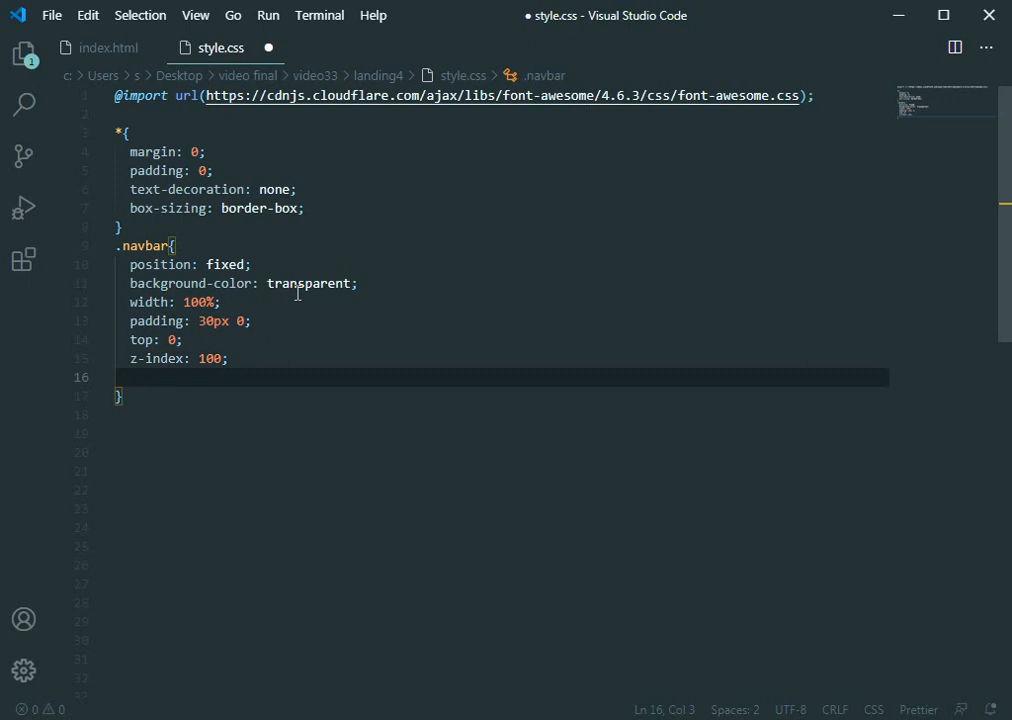 File Edit Selection View Go Run Terminal Help ● style.css - Visual Studio Code
index.html style.css
1
c: > Users > s > Desktop > video final > video33 > landing4 > style.css > .navbar
1 @import url(https://cdnjs.cloudflare.com/ajax/libs/font-awesome/4.6.3/css/font-awesome.css);
2
3 *{
4 margin: 0;
5 padding: 0;
6 text-decoration: none;
7 box-sizing: border-box;
8 }
9 .navbar{
10 position: fixed;
11 background-color: transparent;
12 width: 100%;
13 padding: 30px 0;
14 top: 0;
15 z-index: 100;
16
17 }
18
19
20
21
22
23
24
25
26
27
28
29
30
31
32
0 0 Ln 16, Col 3 Spaces: 2 UTF-8 CRLF CSS Prettier